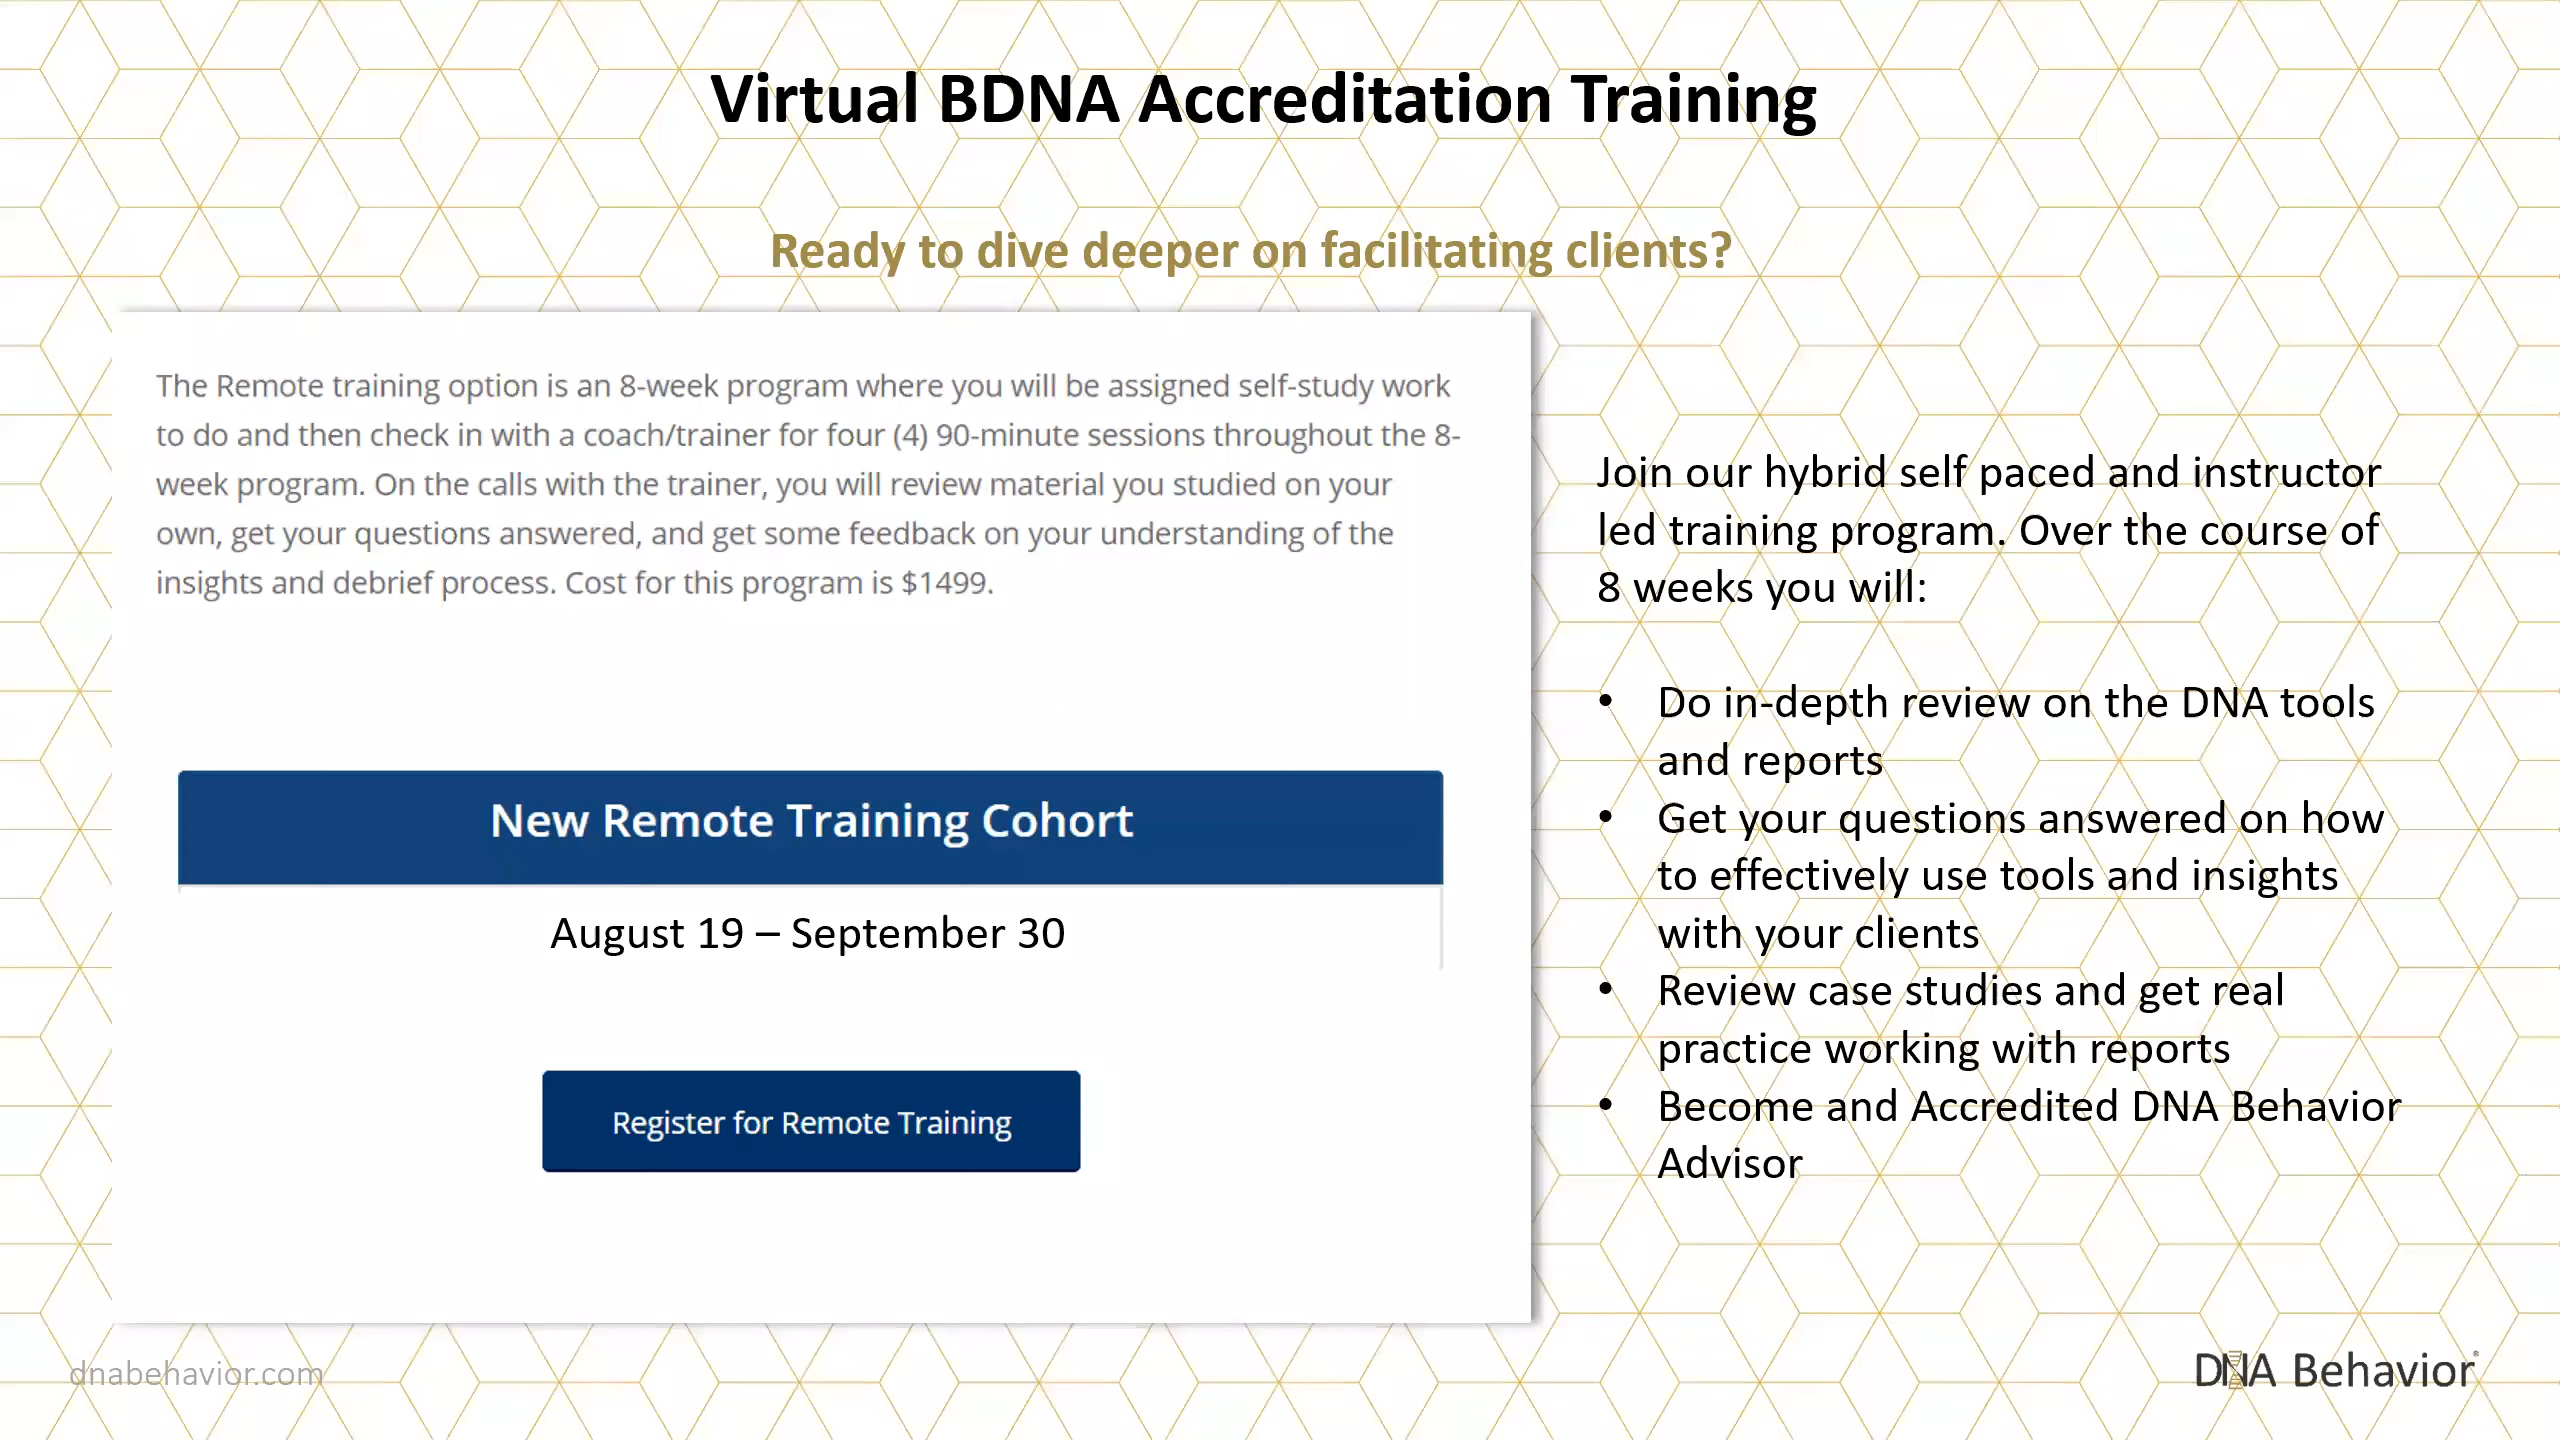 Virtual BDNA Accreditation Training
Ready to dive deeper on facilitating clients?
The Remote training option is an 8-week program where you will be assigned self-study work
to do and then check in with a coach/trainer for four (4) 90-minute sessions throughout the 8-
week program. On the calls with the trainer, you will review material you studied on your
own, get your questions answered, and get some feedback on your understanding of the
insights and debrief process. Cost for this program is $1499.
New Remote Training Cohort
August 19 – September 30
Register for Remote Training
Join our hybrid self paced and instructor
led training program. Over the course of
8 weeks you will:
• Do in-depth review on the DNA tools
and reports
• Get your questions answered on how
to effectively use tools and insights
with your clients
• Review case studies and get real
practice working with reports
• Become and Accredited DNA Behavior
Advisor
dnabehavior.com
DNA Behavior®